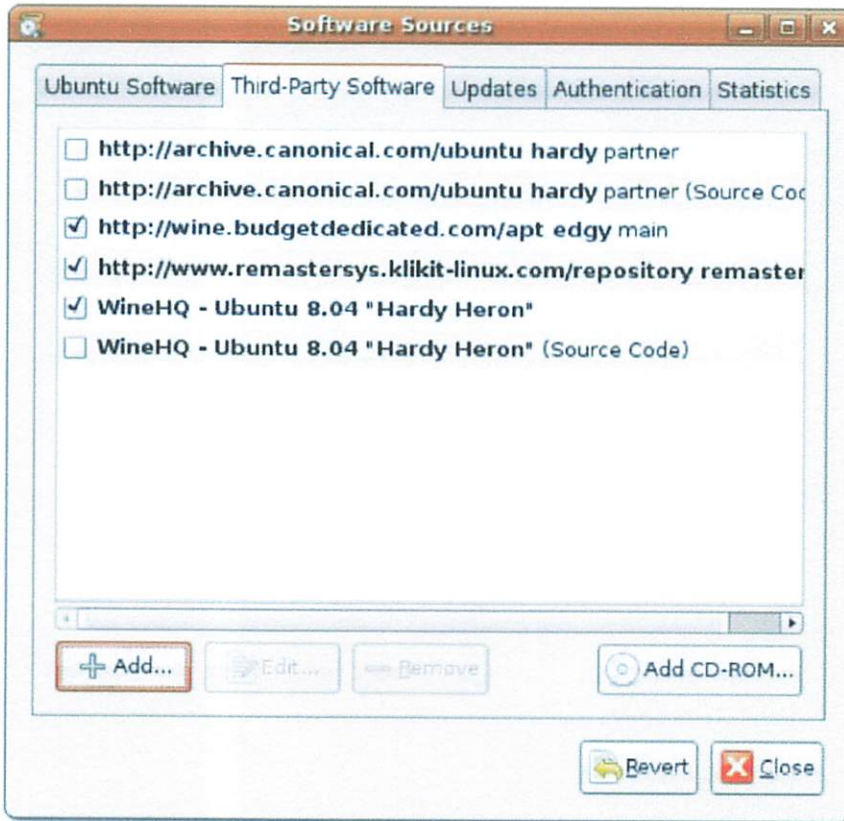 Software Sources
Ubuntu Software Third-Party Software Updates Authentication Statistics
http://archive.canonical.com/ubuntu hardy partner
http://archive.canonical.com/ubuntu hardy partner (Source Cod
http://wine.budgetdedicated.com/apt edgy main
http://www.remastersys.klikit-linux.com/repository remaster
WineHQ - Ubuntu 8.04 "Hardy Heron"
WineHQ - Ubuntu 8.04 "Hardy Heron" (Source Code)
Add... Edit... Remove Add CD-ROM...
Revert Close